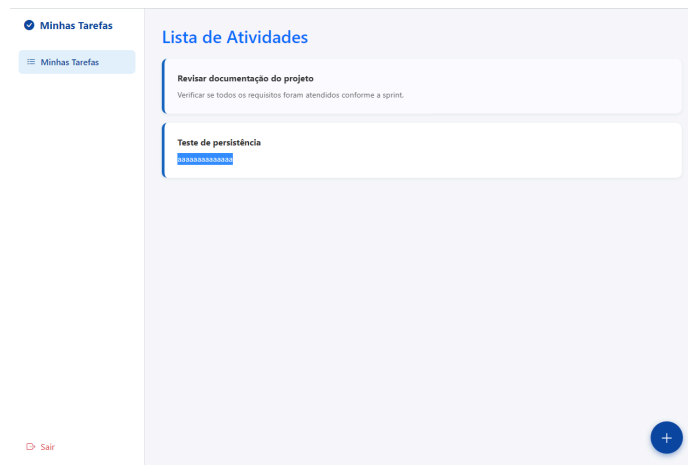 Minhas Tarefas
Minhas Tarefas
Sair
Lista de Atividades
Revisar documentação do projeto
Verificar se todos os requisitos foram atendidos conforme a sprint.
Teste de persistência
aaaaaaaaaaaaaa
+